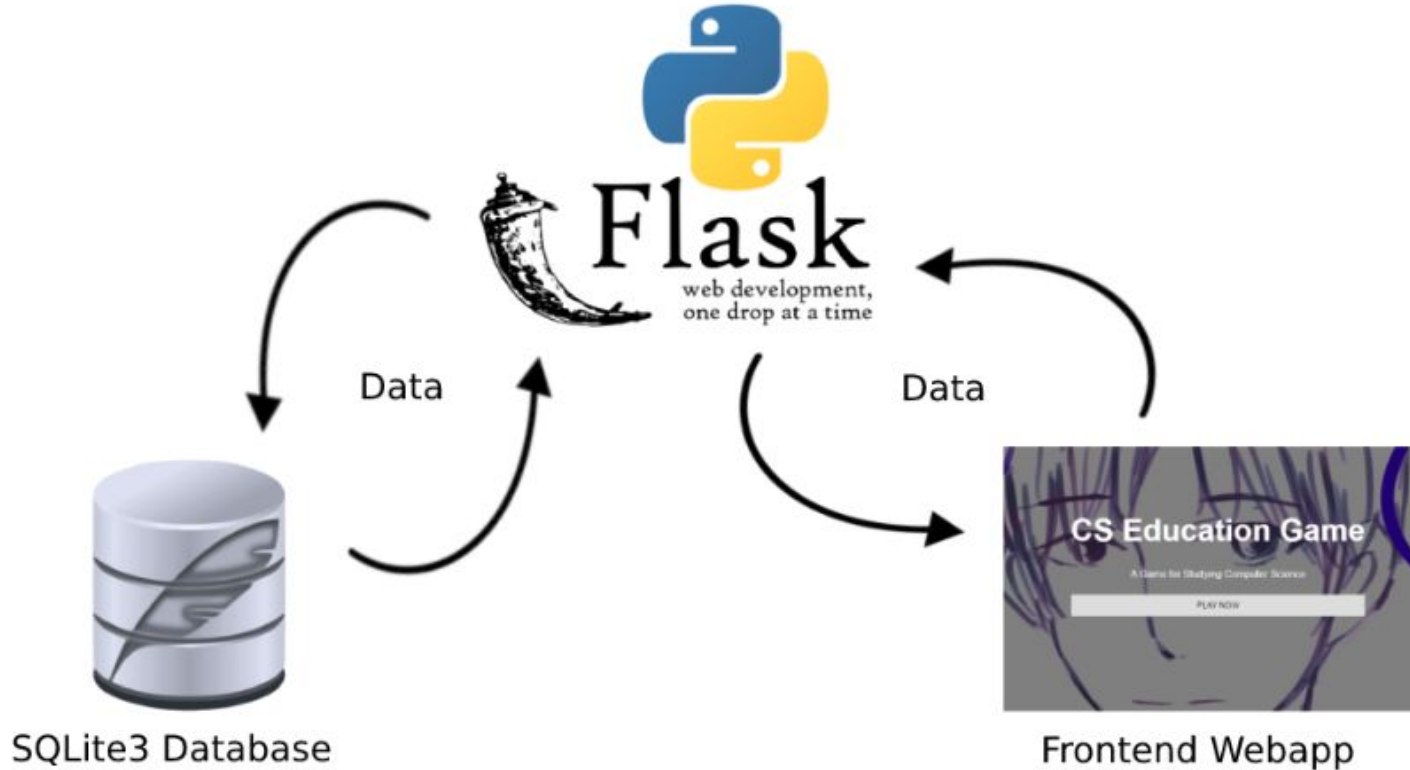 Flask
web development,
one drop at a time
Data
Data
CS Education Game
A Game for Studying Computer Science
PLAY NOW
SQLite3 Database
Frontend Webapp